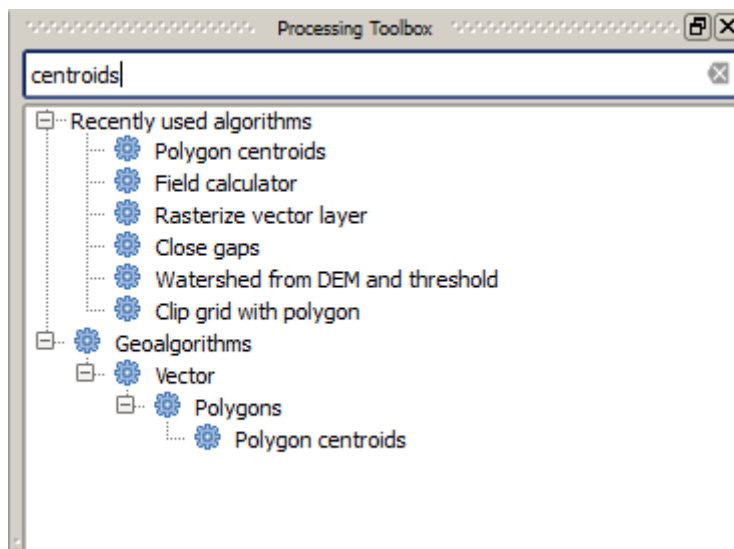 Processing Toolbox
centroids
Recently used algorithms
Polygon centroids
Field calculator
Rasterize vector layer
Close gaps
Watershed from DEM and threshold
Clip grid with polygon
Geoalgorithms
Vector
Polygons
Polygon centroids